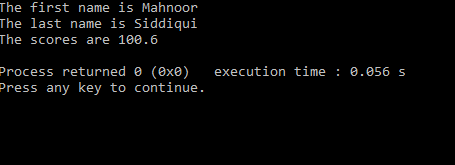 The first name is Mahnoor
The last name is Siddiqui
The scores are 100.6
Process returned 0 (0x0)   execution time : 0.056 s
Press any key to continue.